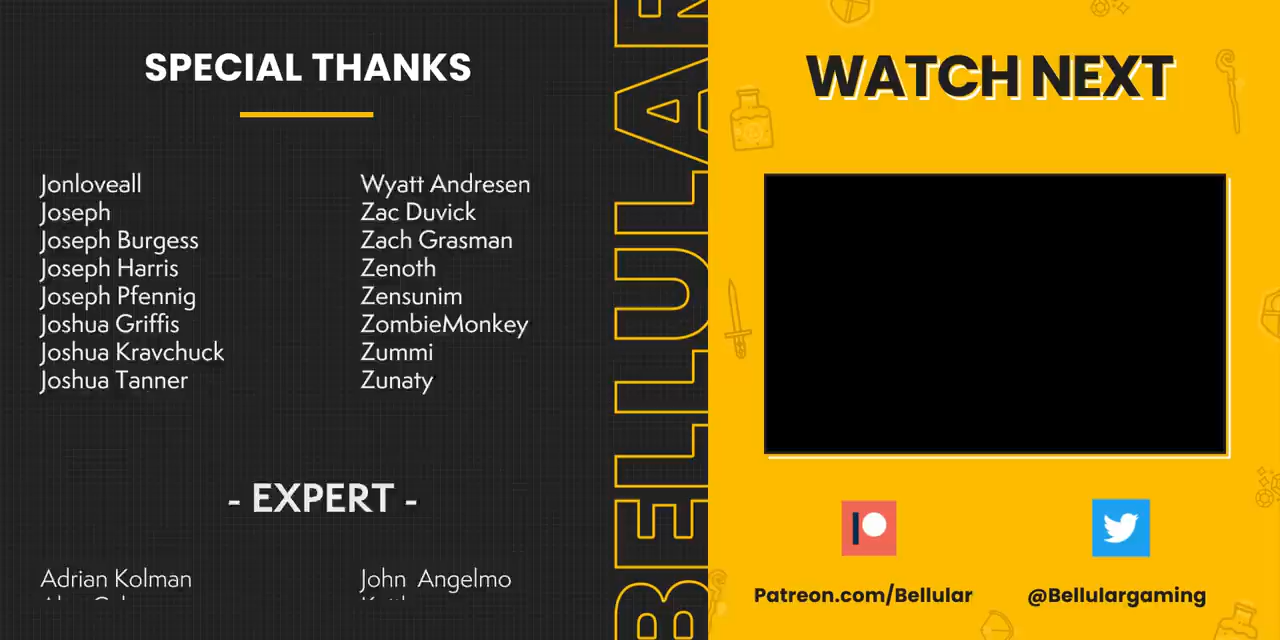 SPECIAL THANKS
Jonloveall
Joseph
Joseph Burgess
Joseph Harris
Joseph Pfennig
Joshua Griffis
Joshua Kravchuck
Joshua Tanner
Wyatt Andresen
Zac Duvick
Zach Grasman
Zenoth
Zensunim
ZombieMonkey
Zummi
Zunaty
- EXPERT -
Adrian Kolman
John Angelmo
BELLULAR
WATCH NEXT
Patreon.com/Bellular
@Bellulargaming